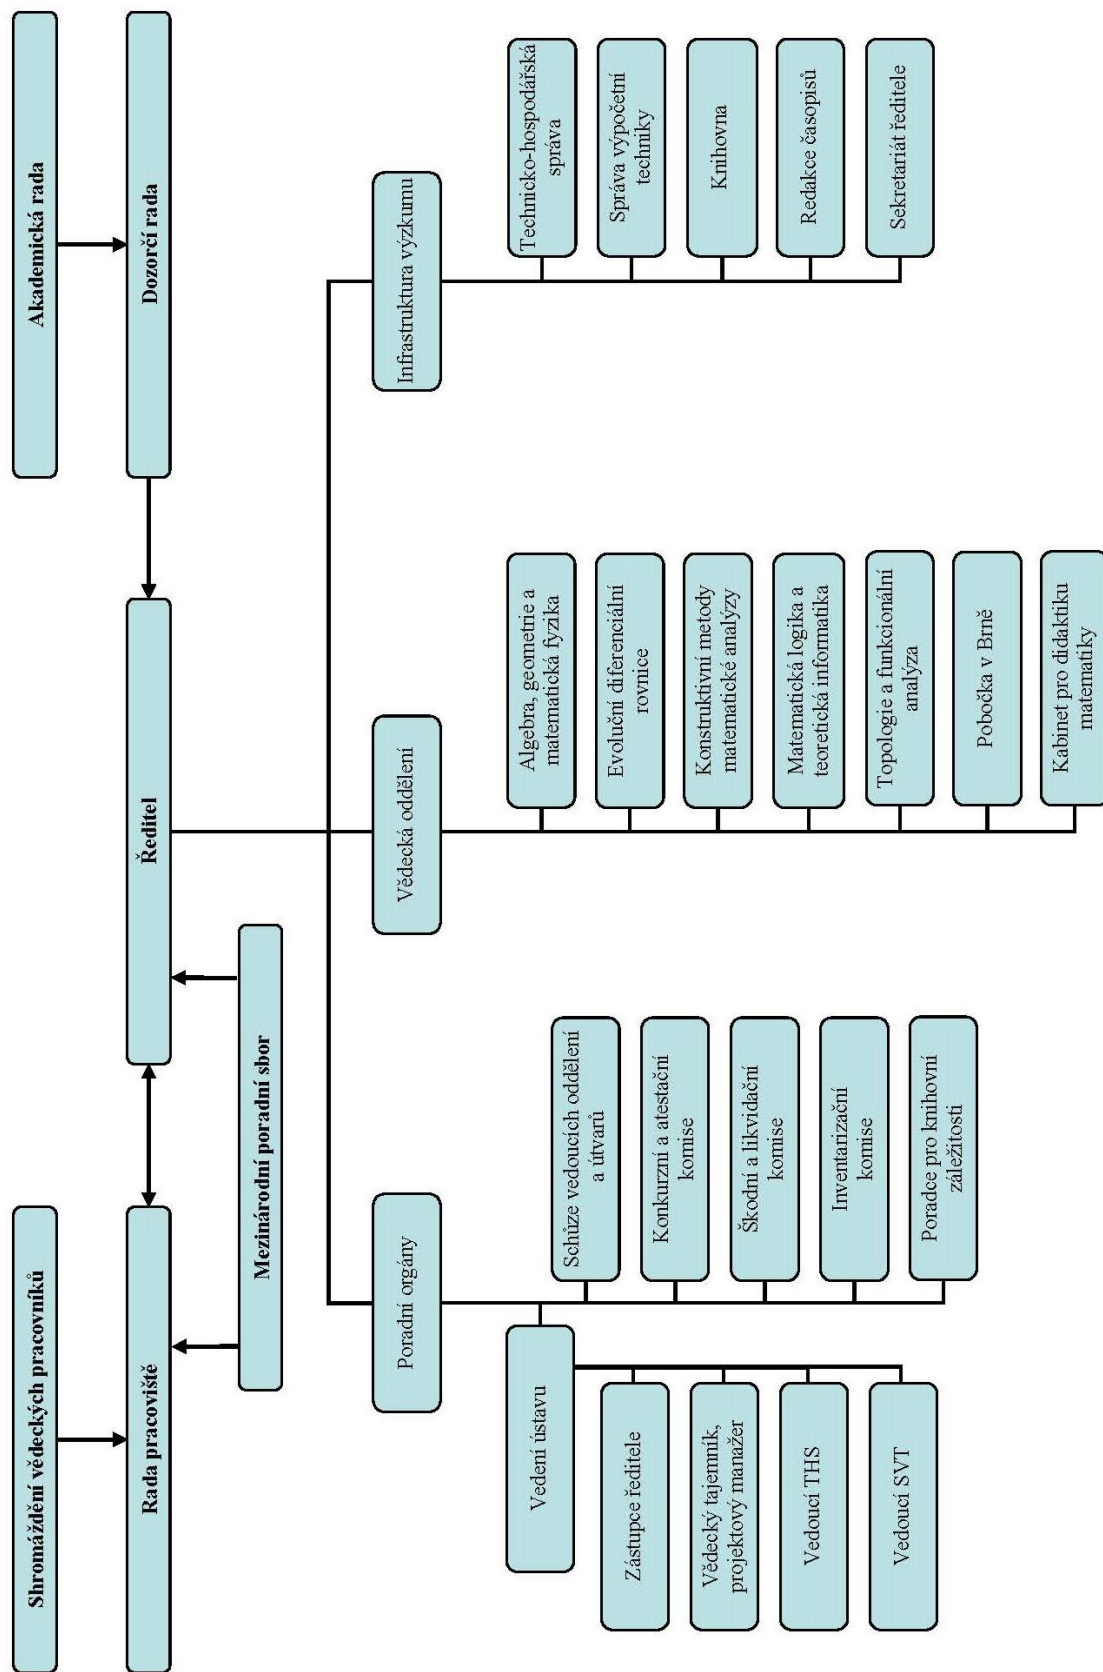 Shromáždění vědeckých pracovníků
Akademická rada
Rada pracoviště
Ředitel
Dozorčí rada
Mezinárodní poradní sbor
Poradní orgány
Vědecká oddělení
Infrastruktura výzkumu
Vedení ústavu
Zástupce ředitele
Vědecký tajemník,
projektový manažer
Vedoucí THS
Vedoucí SVT
Schůze vedoucích oddělení
a útvarů
Konkurzní a atestační
komise
Škodní a likvidační
komise
Inventarizační
komise
Poradce pro knihovní
záležitosti
Algebra, geometrie a
matematická fyzika
Evoluční diferenciální
rovnice
Konstruktivní metody
matematické analýzy
Matematická logika a
teoretická informatika
Topologie a funkcionální
analýza
Pobočka v Brně
Kabinet pro didaktiku
matematiky
Technicko-hospodářská
správa
Správa výpočetní
techniky
Knihovna
Redakce časopisů
Sekretariát ředitele